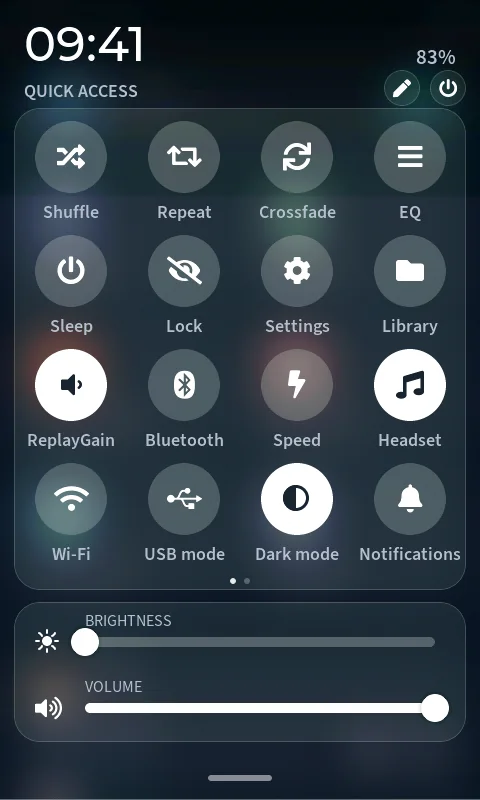 09:41
83%
QUICK ACCESS
Shuffle Repeat Crossfade EQ
Sleep Lock Settings Library
ReplayGain Bluetooth Speed Headset
Wi-Fi USB mode Dark mode Notifications
BRIGHTNESS
VOLUME